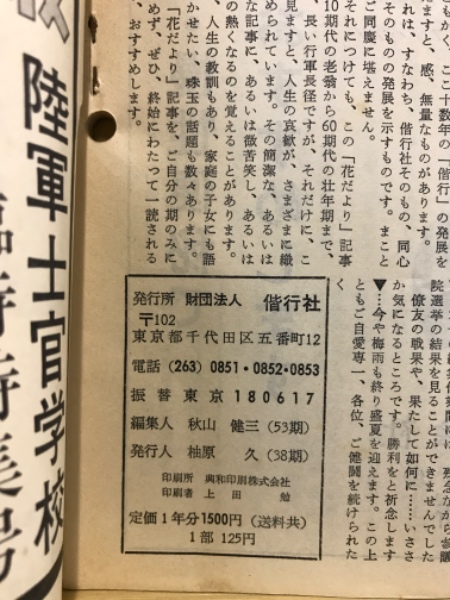 陸軍士官学校
臨時特集号
ともかく、ここ十数年の「偕行」の発展を
れは、すなわち、偕行社そのもの、同心
ますと、感、無量なものがあります。
そのものの発展を示すものです。まこと
ご同慶に堪えません。
それにつけても、この「花だより」記事
10期代の老翁から60期代の壮年期まで、
長い行軍長径ですが、それだけに、こ
見ますと、人生の哀歓が、さまざまに織
められています。その簡潔な、あるいは
な記事に、あるいは微苦笑し、あるいは
の熱くなるのを覚えることがあります。
、人生の教訓もあり、家庭の子女にも語
かせたい、珠玉の話題も数々あります。
「花だより」記事を、ご自分の期のみに
めず、ぜひ、終始にわたって一読される
、おすすめします。
院選挙の結果を見ることができませんでした
僚友の戦果や、果たして如何に……いささ
か気になるところです。勝利をと祈念します
▼…今や梅雨も終り盛夏を迎えます。この上
ともご自愛専一、各位、ご健闘を続けられた
く
発行所 財団法人 偕行社
〒102
東京都千代田区五番町12
電話 (263) 0851・0852・0853
振替 東京 180617
編集人 秋山 健三 (53期)
発行人 柚原 久 (38期)
印刷所 興和印刷株式会社
印刷者 上田 勉
定価1年分1500円 (送料共)
1部 125円